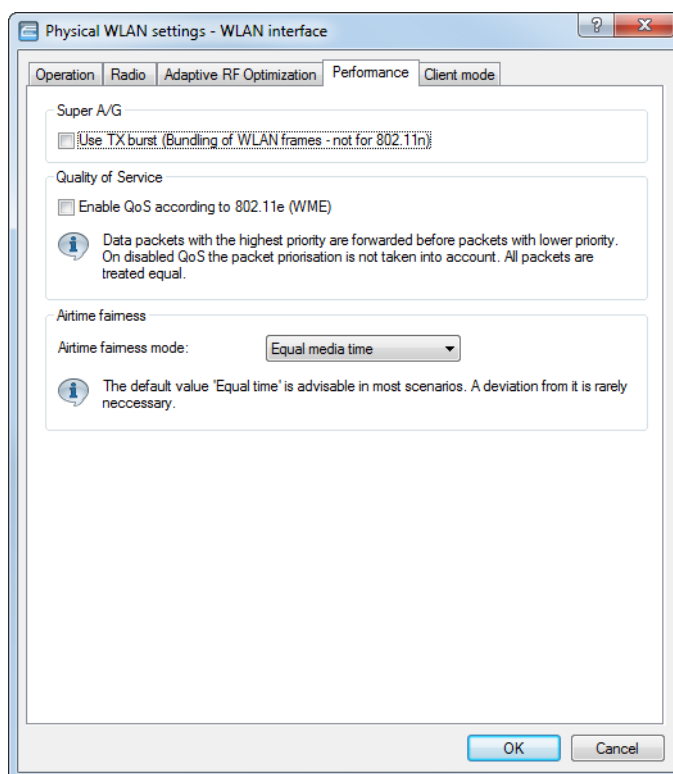 Physical WLAN settings - WLAN interface
Operation Radio Adaptive RF Optimization Performance Client mode
Super A/G
Use TX burst (Bundling of WLAN frames - not for 802.11n)
Quality of Service
Enable QoS according to 802.11e (WME)
Data packets with the highest priority are forwarded before packets with lower priority.
On disabled QoS the packet priorisation is not taken into account. All packets are
treated equal.
Airtime fairness
Airtime fairness mode: Equal media time
The default value 'Equal time' is advisable in most scenarios. A deviation from it is rarely
neccessary.
OK Cancel